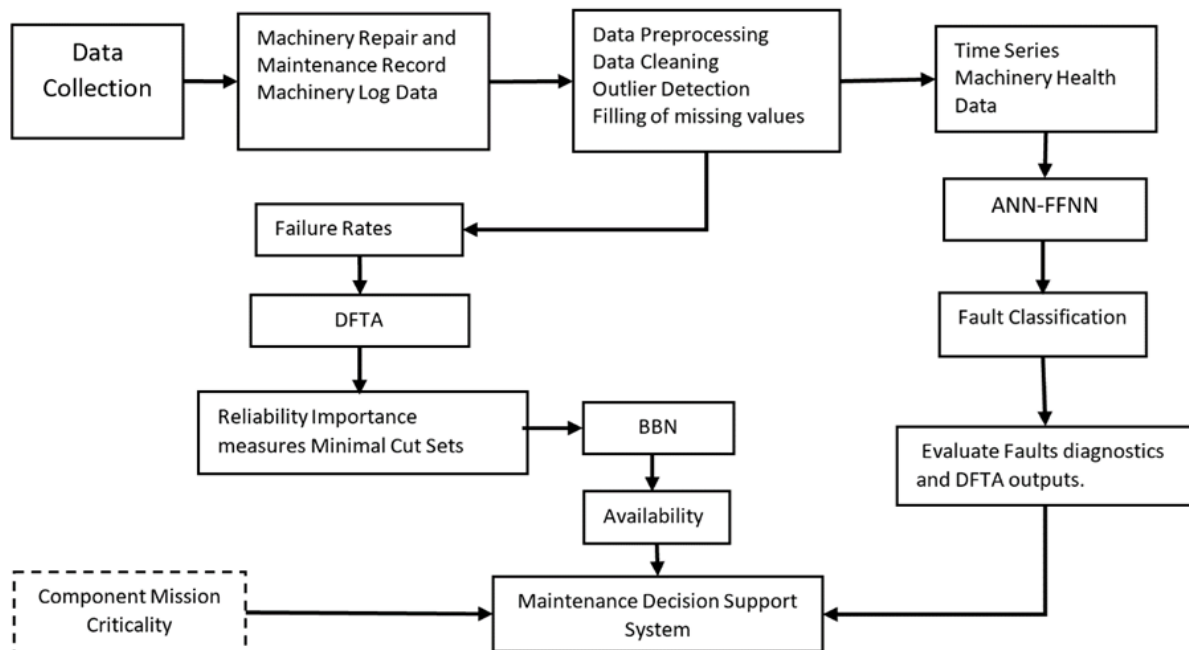 Data
Collection
Machinery Repair and
Maintenance Record
Machinery Log Data
Data Preprocessing
Data Cleaning
Outlier Detection
Filling of missing values
Time Series
Machinery Health
Data
Failure Rates
ANN-FFNN
DFTA
Fault Classification
Reliability Importance
measures Minimal Cut Sets
BBN
Evaluate Faults diagnostics
and DFTA outputs.
Availability
Component Mission
Criticality
Maintenance Decision Support
System